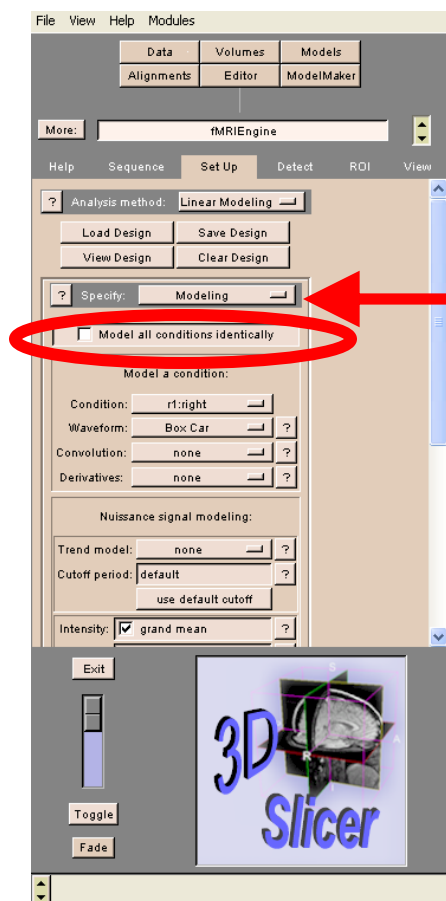 File View Help Modules
Data Volumes Models
Alignments Editor ModelMaker
More: fMRIEngine
Help Sequence Set Up Detect ROI View
? Analysis method: Linear Modeling
Load Design Save Design
View Design Clear Design
? Specify: Modeling
Model all conditions identically
Model a condition:
Condition: r1:right
Waveform: Box Car ?
Convolution: none ?
Derivatives: none ?
Nuissance signal modeling:
Trend model: none ?
Cutoff period: default ?
use default cutoff
Intensity: grand mean ?
Exit
S
A
R
I
3D
Slicer
Toggle
Fade